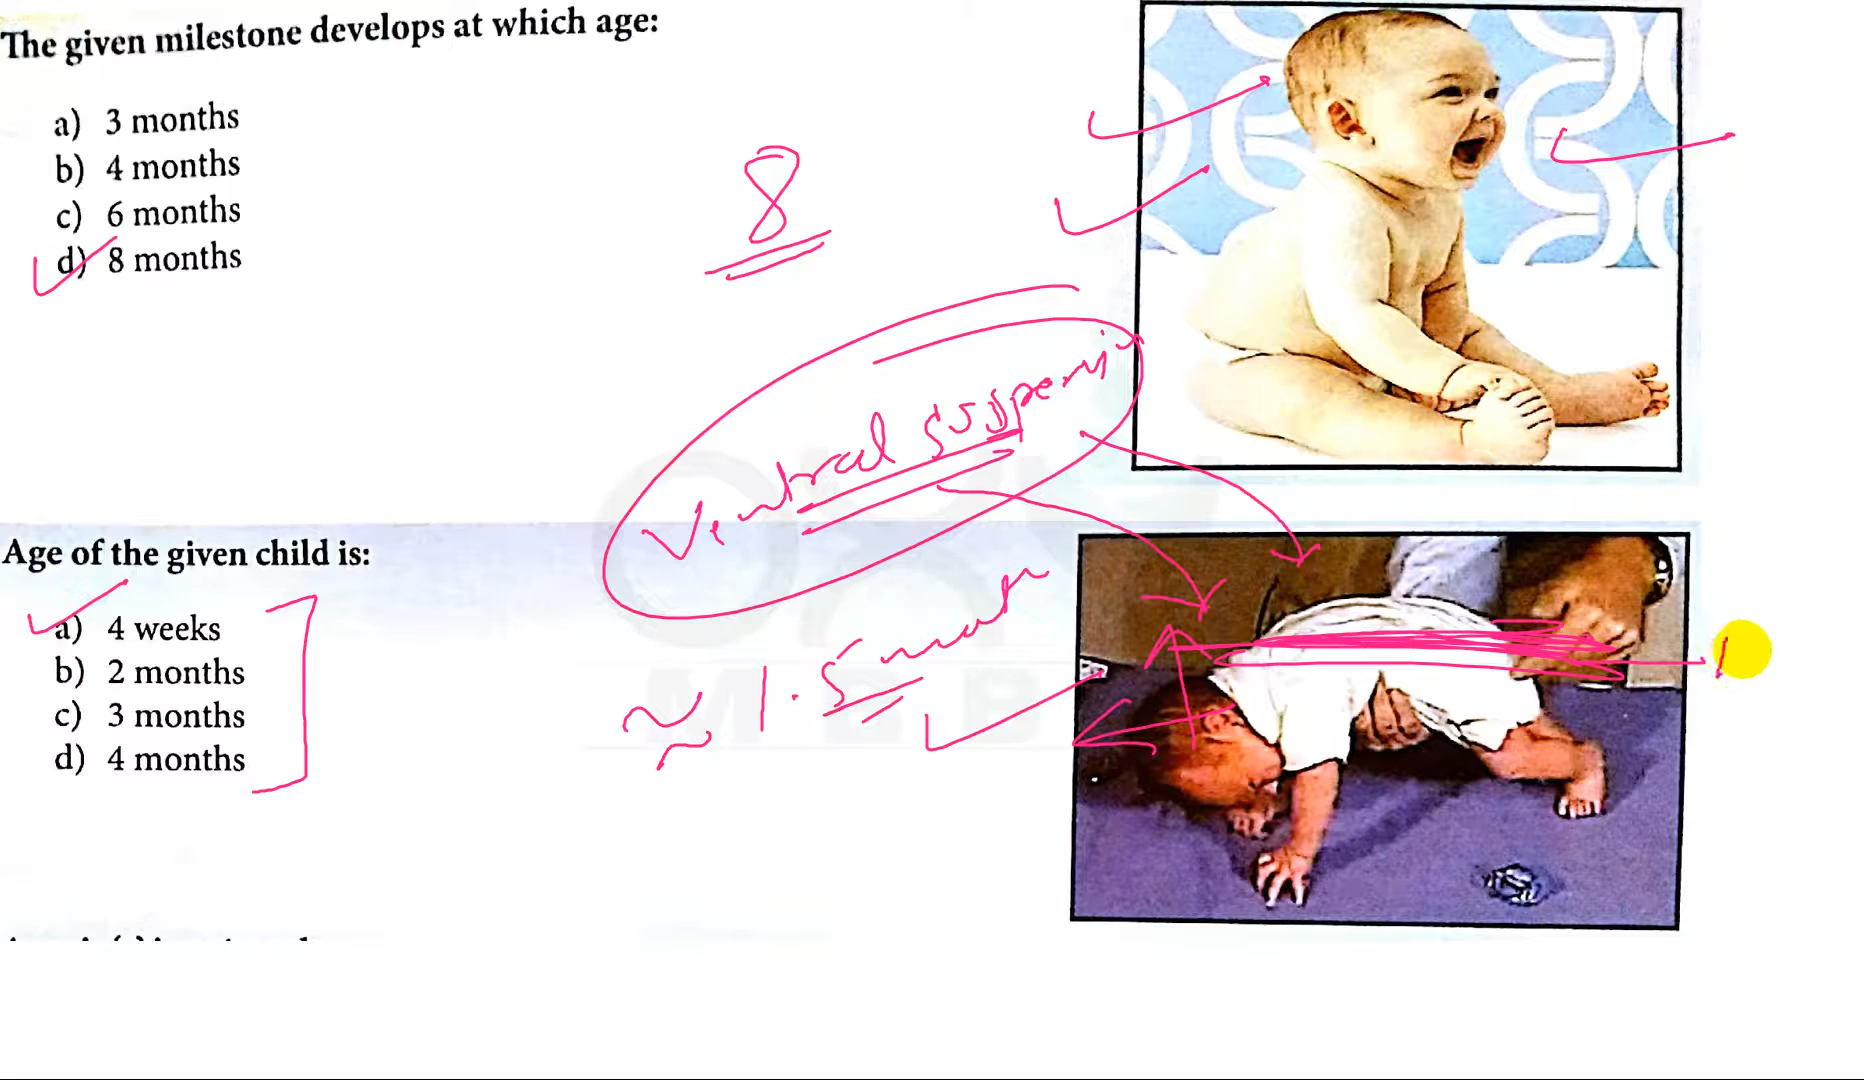 The given milestone develops at which age:
a) 3 months
b) 4 months
c) 6 months
d) 8 months
8
Ventral suspensi
Age of the given child is:
a) 4 weeks
b) 2 months
c) 3 months
d) 4 months
≈ 1.5 month